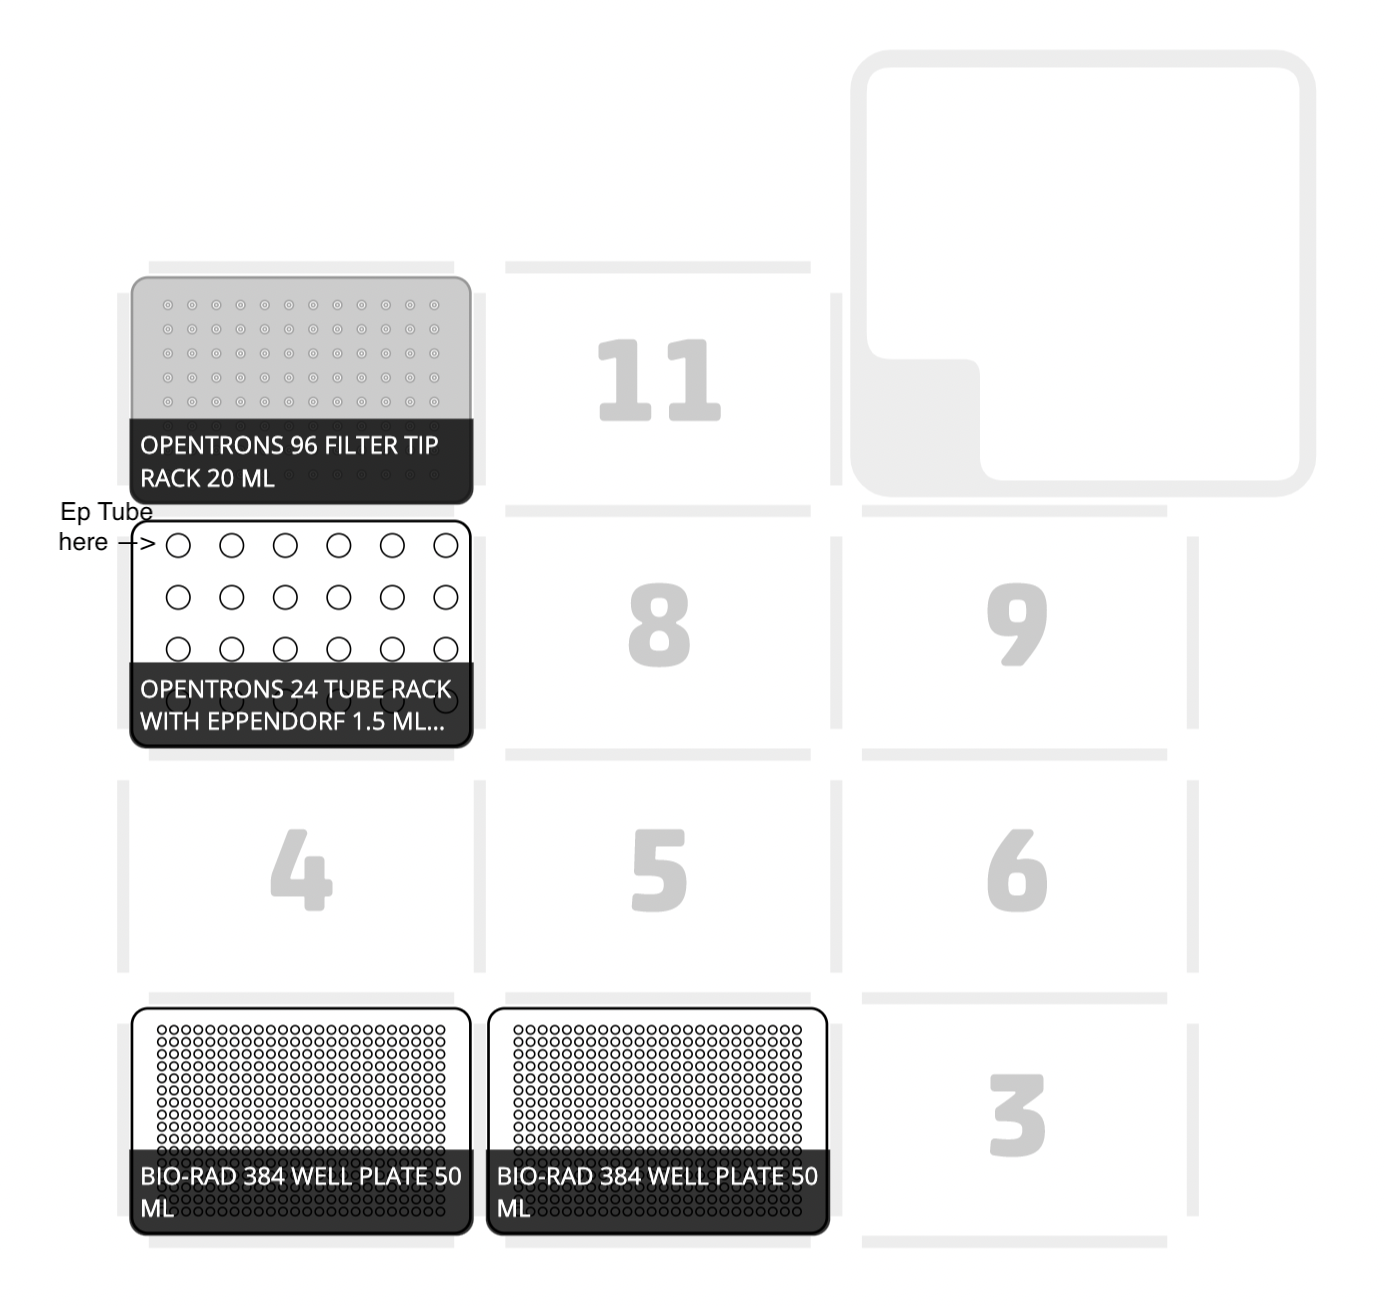 11
OPENTRONS 96 FILTER TIP
RACK 20 ML
Ep Tube
here —>
8
9
OPENTRONS 24 TUBE RACK
WITH EPPENDORF 1.5 ML...
4
5
6
3
BIO-RAD 384 WELL PLATE 50
ML
BIO-RAD 384 WELL PLATE 50
ML